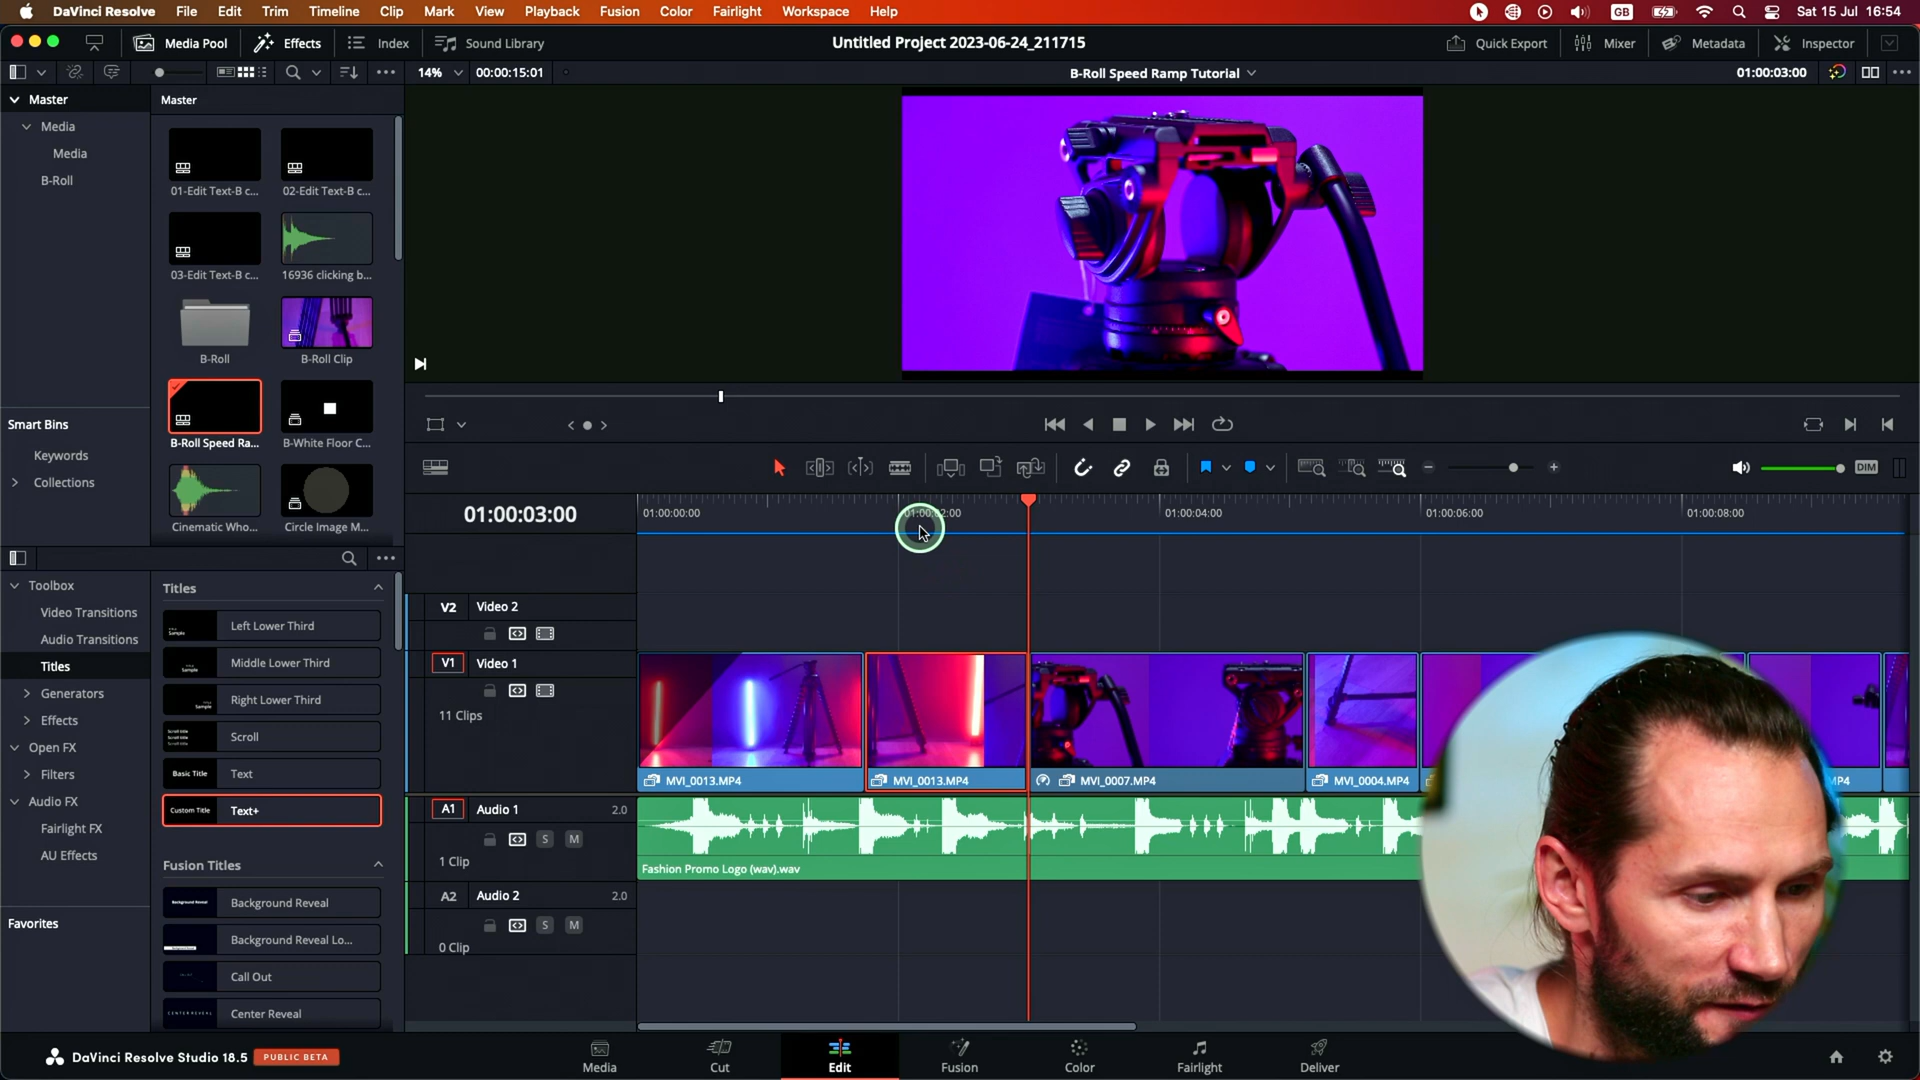 DaVinci Resolve File Edit Trim Timeline Clip Mark View Playback Fusion Color Fairlight Workspace Help GB Sat 15 Jul 16:54
Media Pool Effects Index Sound Library Untitled Project 2023-06-24_211715 Quick Export Mixer Metadata Inspector
14% 00:00:15:01 B-Roll Speed Ramp Tutorial 01:00:03:00
Master
Media
Media
B-Roll
Master
01-Edit Text-B c... 02-Edit Text-B c...
03-Edit Text-B c... 16936 clicking b...
B-Roll B-Roll Clip
B-Roll Speed Ra... B-White Floor C...
Cinematic Who... Circle Image M...
Smart Bins
Keywords
Collections
DIM
01:00:03:00
01:00:00:00 01:00:02:00 01:00:04:00 01:00:06:00 01:00:08:00
V2 Video 2
V1 Video 1
11 Clips
MVI_0013.MP4 MVI_0013.MP4 MVI_0007.MP4 MVI_0004.MP4 MP4
A1 Audio 1 2.0
S M
1 Clip
Fashion Promo Logo (wav).wav
A2 Audio 2 2.0
S M
0 Clip
Toolbox
Video Transitions
Audio Transitions
Titles
Generators
Effects
Open FX
Filters
Audio FX
Fairlight FX
AU Effects
Favorites
Titles
Sample Left Lower Third
Sample Middle Lower Third
Sample Right Lower Third
Scroll
Basic Title Text
Custom Title Text+
Fusion Titles
Background Reveal Background Reveal
Background Reveal Lo...
Call Out
CENTER REVEAL Center Reveal
DaVinci Resolve Studio 18.5 PUBLIC BETA
Media Cut Edit Fusion Color Fairlight Deliver